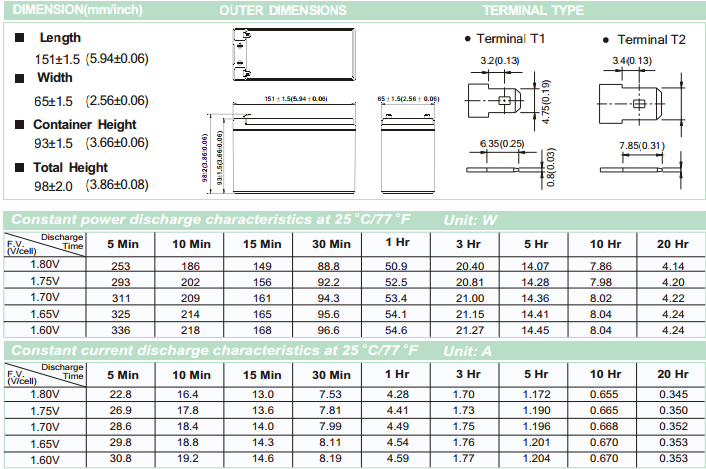 DIMENSION(mm/inch) OUTER DIMENSIONS TERMINAL TYPE
■ Length
151±1.5 (5.94±0.06)
■ Width
65±1.5 (2.56±0.06)
■ Container Height
93±1.5 (3.66±0.06)
■ Total Height
98±2.0 (3.86±0.08)
151±1.5(5.94±0.06) 65±1.5(2.56±0.06)
98±2(3.86±0.08)
93±1.5(3.66±0.06)
● Terminal T1 ● Terminal T2
3.2(0.13) 3.4(0.13)
4.75(0.19)
6.35(0.25) 7.85(0.31)
0.8(0.03)
Constant power discharge characteristics at 25°C/77°F Unit: W
F.V. (V/cell) Discharge Time 5 Min 10 Min 15 Min 30 Min 1 Hr 3 Hr 5 Hr 10 Hr 20 Hr
1.80V 253 186 149 88.8 50.9 20.40 14.07 7.86 4.14
1.75V 293 202 156 92.2 52.5 20.81 14.28 7.98 4.20
1.70V 311 209 161 94.3 53.4 21.00 14.36 8.02 4.22
1.65V 325 214 165 95.6 54.1 21.15 14.41 8.04 4.24
1.60V 336 218 168 96.6 54.6 21.27 14.45 8.04 4.24
Constant current discharge characteristics at 25°C/77°F Unit: A
F.V. (V/cell) Discharge Time 5 Min 10 Min 15 Min 30 Min 1 Hr 3 Hr 5 Hr 10 Hr 20 Hr
1.80V 22.8 16.4 13.0 7.53 4.28 1.70 1.172 0.655 0.345
1.75V 26.9 17.8 13.6 7.81 4.41 1.73 1.190 0.665 0.350
1.70V 28.6 18.4 14.0 7.99 4.49 1.75 1.196 0.668 0.352
1.65V 29.8 18.8 14.3 8.11 4.54 1.76 1.201 0.670 0.353
1.60V 30.8 19.2 14.6 8.19 4.59 1.77 1.204 0.670 0.353